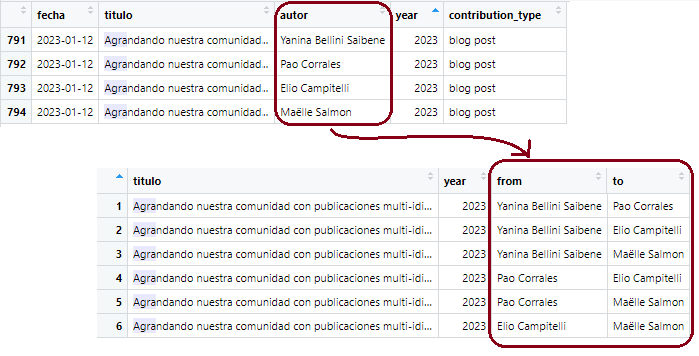 fecha titulo autor year contribution_type
791 2023-01-12 Agrandando nuestra comunidad... Yanina Bellini Saibene 2023 blog post
792 2023-01-12 Agrandando nuestra comunidad... Pao Corrales 2023 blog post
793 2023-01-12 Agrandando nuestra comunidad... Elio Campitelli 2023 blog post
794 2023-01-12 Agrandando nuestra comunidad... Maëlle Salmon 2023 blog post
titulo year from to
1 Agrandando nuestra comunidad con publicaciones multi-idi... 2023 Yanina Bellini Saibene Pao Corrales
2 Agrandando nuestra comunidad con publicaciones multi-idi... 2023 Yanina Bellini Saibene Elio Campitelli
3 Agrandando nuestra comunidad con publicaciones multi-idi... 2023 Yanina Bellini Saibene Maëlle Salmon
4 Agrandando nuestra comunidad con publicaciones multi-idi... 2023 Pao Corrales Elio Campitelli
5 Agrandando nuestra comunidad con publicaciones multi-idi... 2023 Pao Corrales Maëlle Salmon
6 Agrandando nuestra comunidad con publicaciones multi-idi... 2023 Elio Campitelli Maëlle Salmon